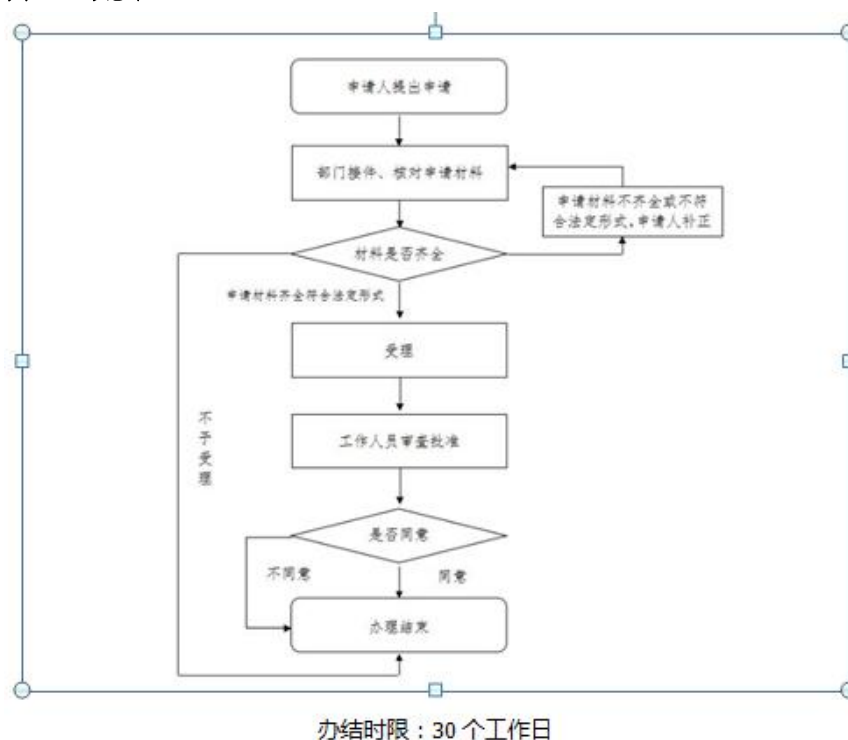 申请人提出申请
部门接件、核对申请材料
申请材料不齐全或不符
合法定形式,申请人补正
材料是否齐全
申请材料齐全符合法定形式
受理
不予受理
工作人员审查批准
是否同意
不同意
同意
办理结束
办结时限：30 个工作日